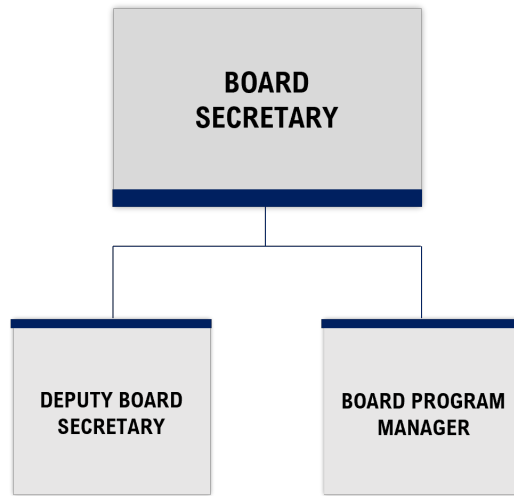 BOARD
SECRETARY
DEPUTY BOARD
SECRETARY
BOARD PROGRAM
MANAGER